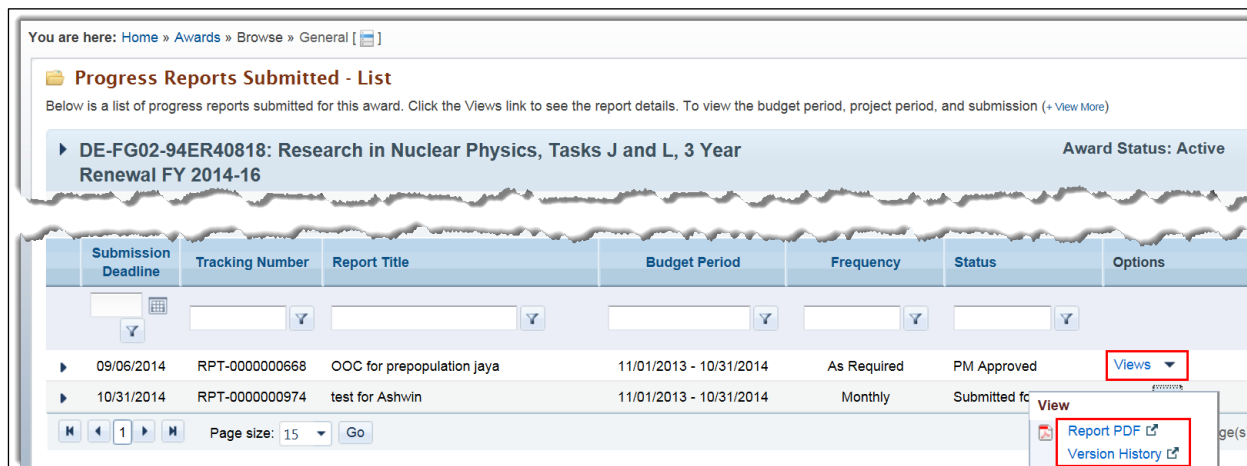 You are here: Home » Awards » Browse » General [ ]
Progress Reports Submitted - List
Below is a list of progress reports submitted for this award. Click the Views link to see the report details. To view the budget period, project period, and submission (+ View More)
DE-FG02-94ER40818: Research in Nuclear Physics, Tasks J and L, 3 Year Award Status: Active
Renewal FY 2014-16
Submission Deadline Tracking Number Report Title Budget Period Frequency Status Options
09/06/2014 RPT-0000000668 OOC for prepopulation jaya 11/01/2013 - 10/31/2014 As Required PM Approved Views
10/31/2014 RPT-0000000974 test for Ashwin 11/01/2013 - 10/31/2014 Monthly Submitted
View
1 Page size: 15 Go
Report PDF
Version History